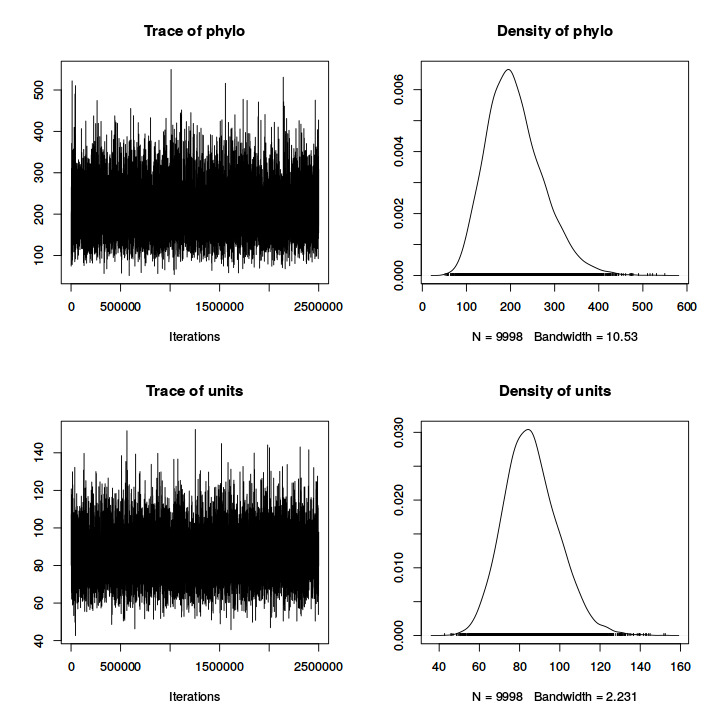 Trace of phylo
500
400
300
200
100
0 500000 1500000 2500000
Iterations
Density of phylo
0.006
0.004
0.002
0.000
0 100 200 300 400 500 600
N = 9998 Bandwidth = 10.53
Trace of units
140
120
100
80
60
40
0 500000 1500000 2500000
Iterations
Density of units
0.030
0.020
0.010
0.000
40 60 80 100 120 140 160
N = 9998 Bandwidth = 2.231